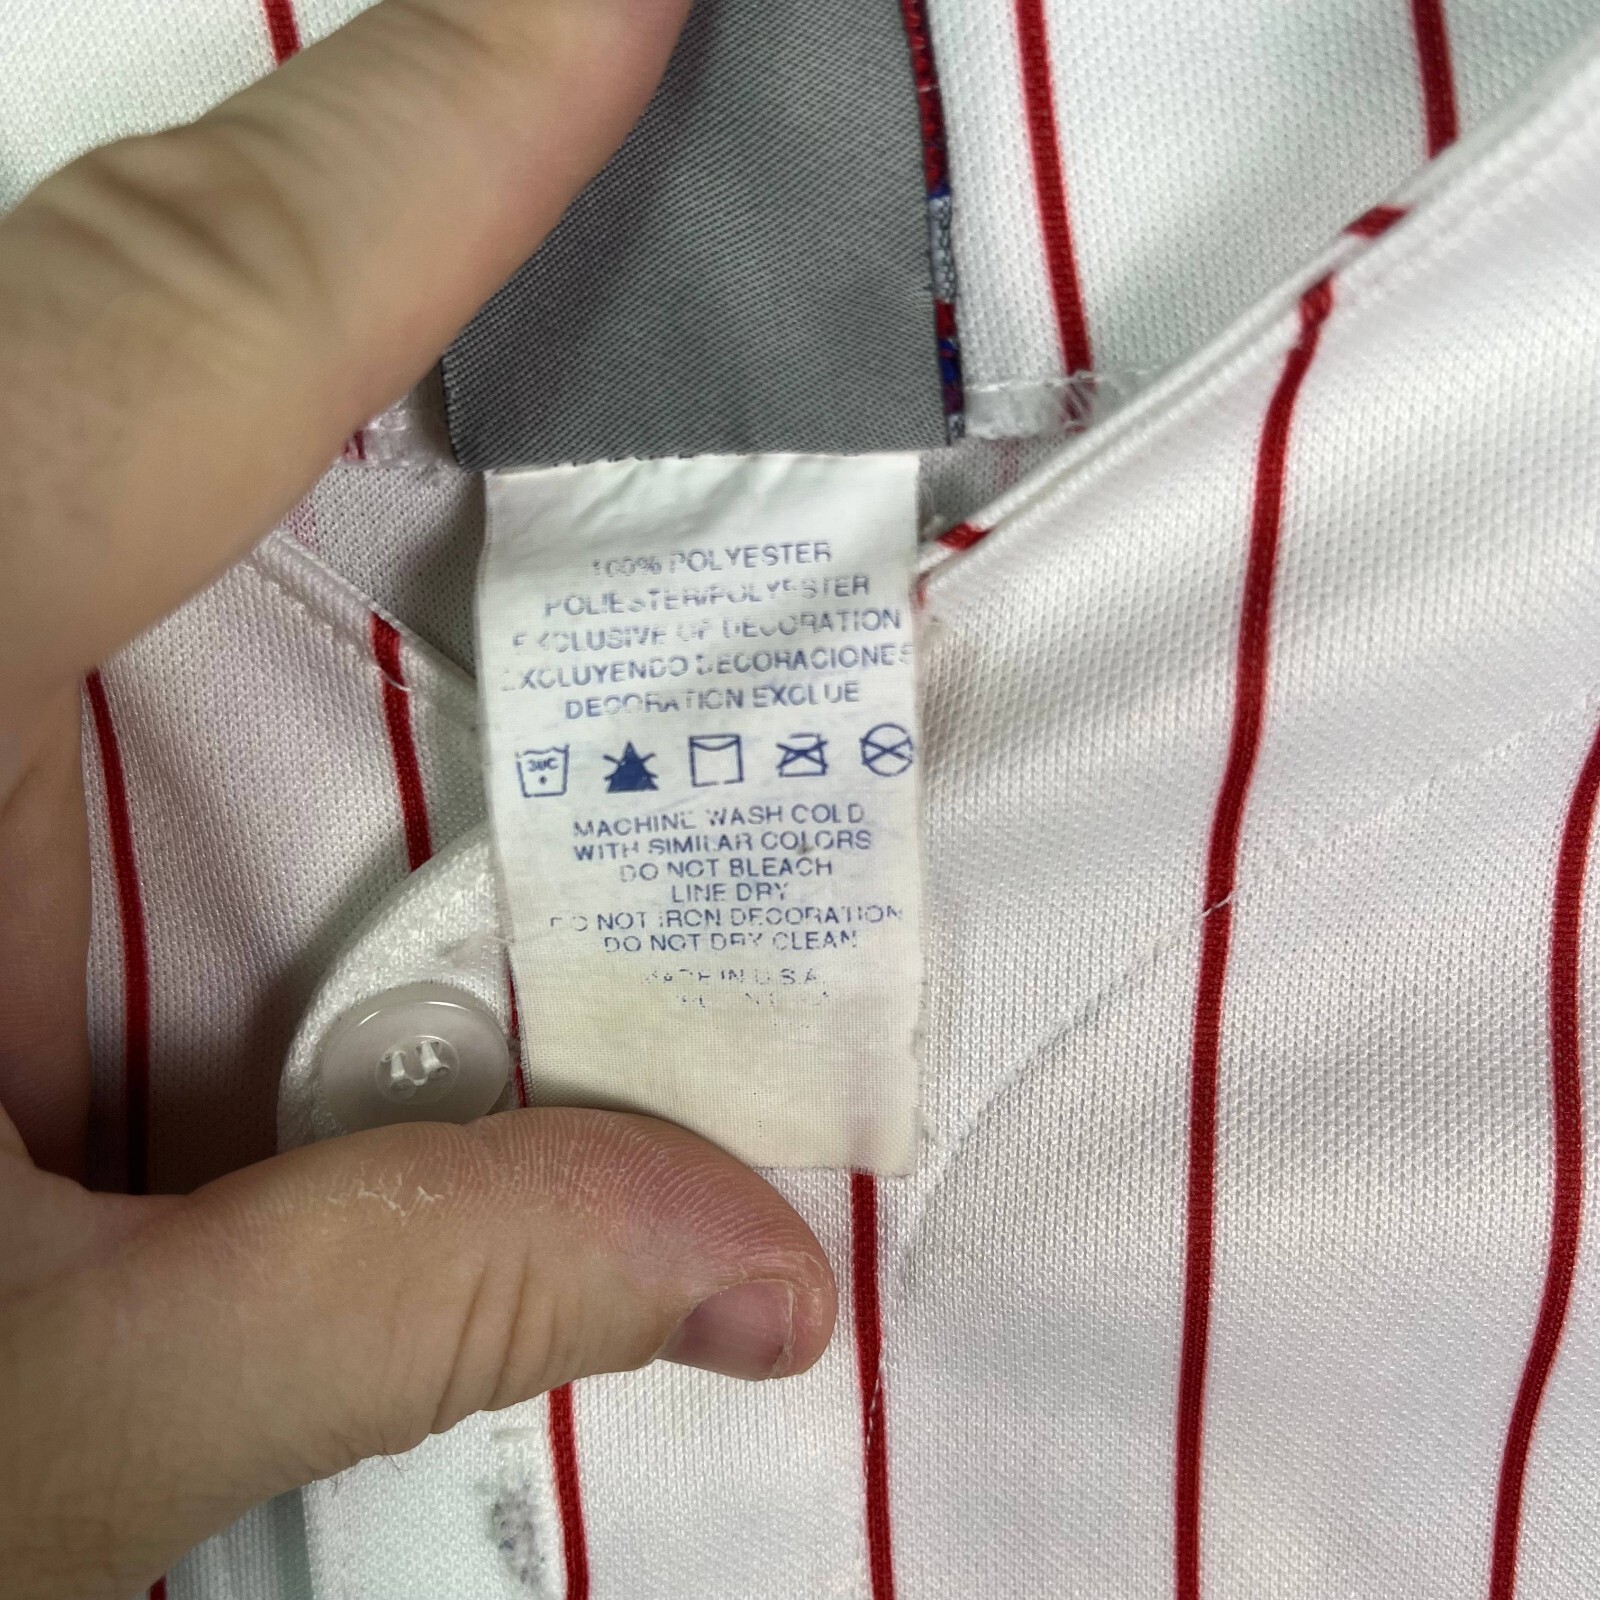 100% POLYESTER
POLIESTER/POLYESTER
EXCLUSIVE OF DECORATION
EXCLUYENDO DECORACIONES
DECORATION EXCLUE
30C
MACHINE WASH COLD
WITH SIMILAR COLORS
DO NOT BLEACH
LINE DRY
DO NOT IRON DECORATION
DO NOT DRY CLEAN
MADE IN U.S.A.